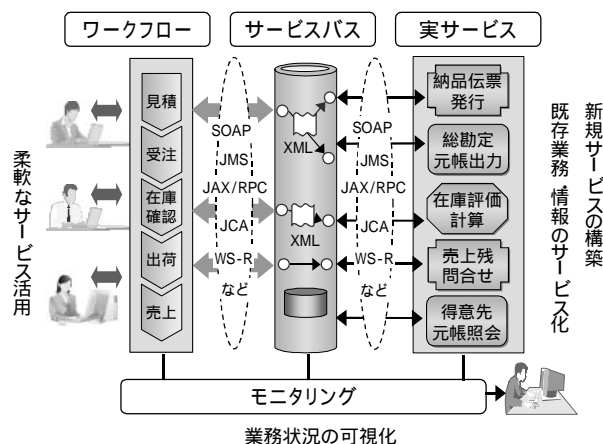 ワークフロー
サービスバス
実サービス
柔軟なサービス活用
見積
受注
在庫
確認
出荷
売上
SOAP
JMS
JAX/RPC
JCA
WS-R
など
XML
XML
SOAP
JMS
JAX/RPC
JCA
WS-R
など
納品伝票
発行
総勘定
元帳出力
在庫評価
計算
売上残
問合せ
得意先
元帳照会
新規サービスの構築
既存業務・情報のサービス化
モニタリング
業務状況の可視化